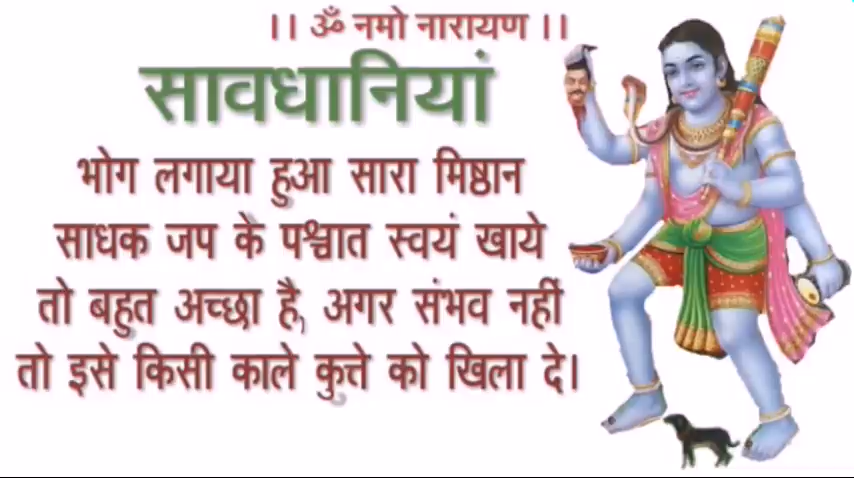 ।। ॐ नमो नारायण ।।
सावधानियां
भोग लगाया हुआ सारा मिष्ठान
साधक जप के पश्चात स्वयं खाये
तो बहुत अच्छा है, अगर संभव नहीं
तो इसे किसी काले कुत्ते को खिला दे।